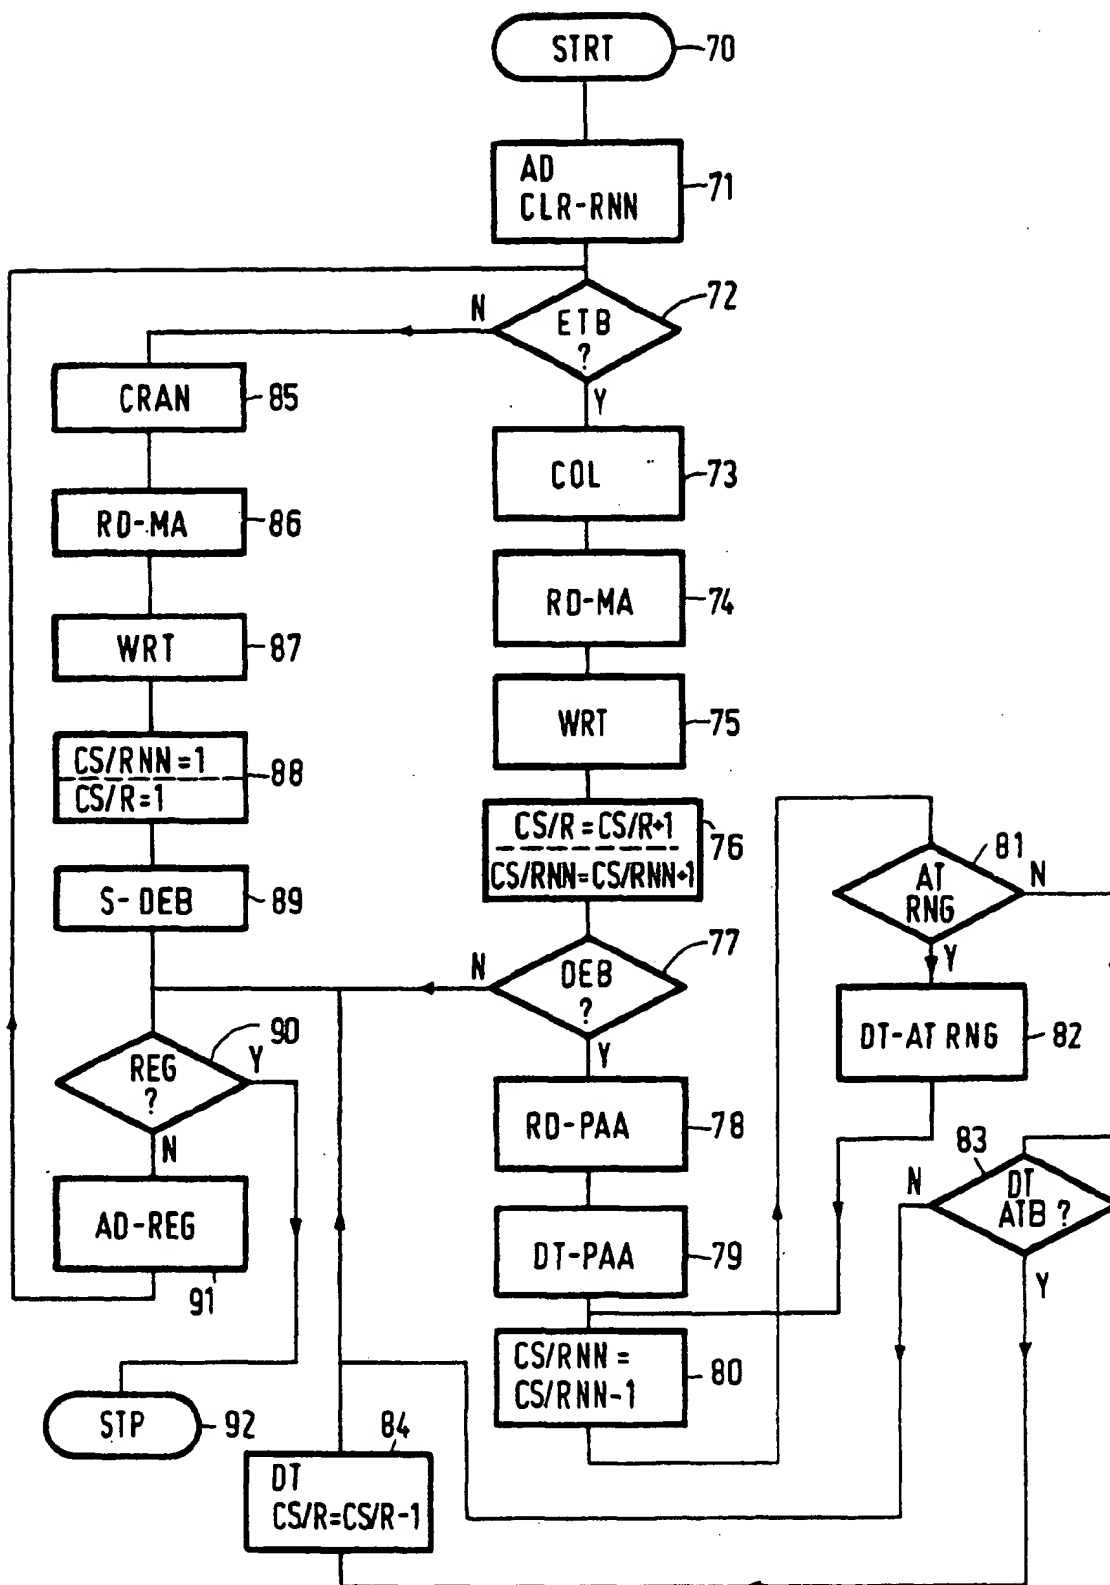 STRT
70
AD
CLR-RNN
71
ETB
?
72
N
Y
CRAN
85
COL
73
RD-MA
86
RD-MA
74
WRT
87
WRT
75
CS/RNN=1
CS/R=1
88
CS/R=CS/R+1
CS/RNN=CS/RNN+1
76
S-DEB
89
DEB
?
77
N
Y
AT
RNG
81
N
Y
DT-AT RNG
82
REG
?
90
Y
N
RD-PAA
78
AD-REG
91
DT-PAA
79
DT
ATB ?
83
N
Y
CS/RNN=
CS/RNN-1
80
STP
92
DT
CS/R=CS/R-1
84